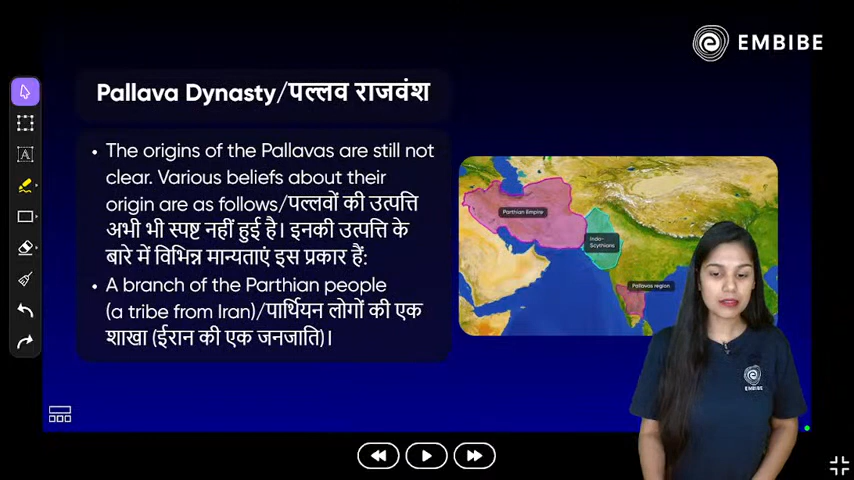 EMBIBE
Pallava Dynasty/पल्लव राजवंश
• The origins of the Pallavas are still not
clear. Various beliefs about their
origin are as follows/पल्लवों की उत्पत्ति
अभी भी स्पष्ट नहीं हुई है। इनकी उत्पत्ति के
बारे में विभिन्न मान्यताएं इस प्रकार हैं:
• A branch of the Parthian people
(a tribe from Iran)/पार्थियन लोगों की एक
शाखा (ईरान की एक जनजाति)।
Parthian Empire
Indo-
Scythians
Pallavas region
A
EMBIBE